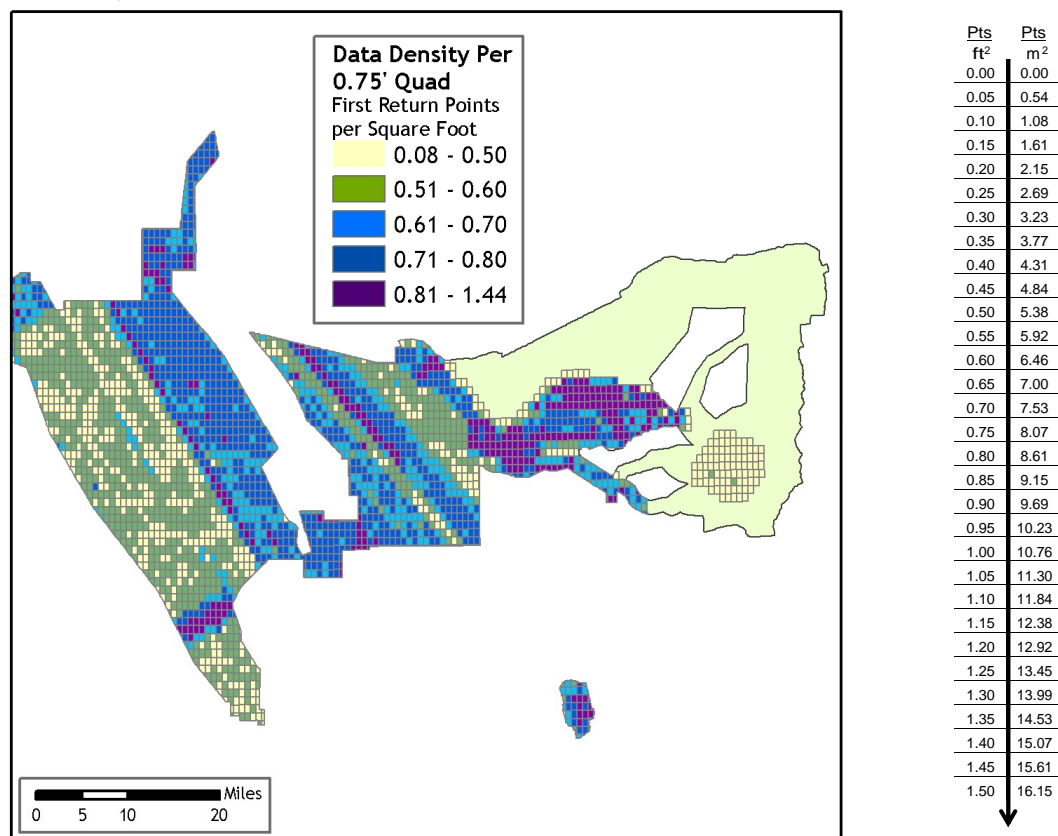 Data Density Per
0.75' Quad
First Return Points
per Square Foot
0.08 - 0.50
0.51 - 0.60
0.61 - 0.70
0.71 - 0.80
0.81 - 1.44
Miles
0 5 10 20
Pts Pts
ft² m²
0.00 0.00
0.05 0.54
0.10 1.08
0.15 1.61
0.20 2.15
0.25 2.69
0.30 3.23
0.35 3.77
0.40 4.31
0.45 4.84
0.50 5.38
0.55 5.92
0.60 6.46
0.65 7.00
0.70 7.53
0.75 8.07
0.80 8.61
0.85 9.15
0.90 9.69
0.95 10.23
1.00 10.76
1.05 11.30
1.10 11.84
1.15 12.38
1.20 12.92
1.25 13.45
1.30 13.99
1.35 14.53
1.40 15.07
1.45 15.61
1.50 16.15